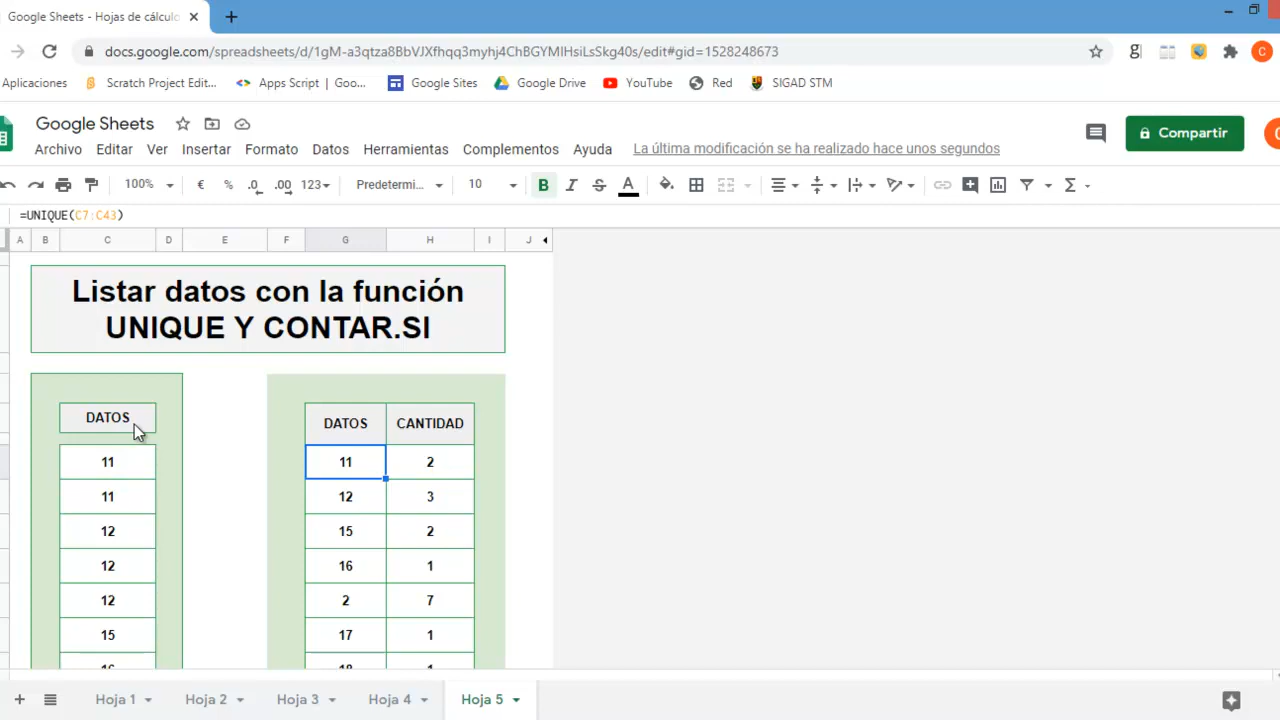 Google Sheets - Hojas de cálculo
docs.google.com/spreadsheets/d/1gM-a3qtza8BbVJXfhqq3myhj4ChBGYMlHsiLsSkg40s/edit#gid=1528248673
g
C
Aplicaciones Scratch Project Edit... Apps Script | Goo... Google Sites Google Drive YouTube Red SIGAD STM
Google Sheets
Compartir
Archivo Editar Ver Insertar Formato Datos Herramientas Complementos Ayuda La última modificación se ha realizado hace unos segundos
100% € % .0 .00 123 Predetermi... 10 B I S A Σ
=UNIQUE(C7:C43)
A B C D E F G H I J
Listar datos con la función
UNIQUE Y CONTAR.SI
DATOS DATOS CANTIDAD
11 11 2
11 12 3
12 15 2
12 16 1
12 2 7
15 17 1
16 18 1
Hoja 1 Hoja 2 Hoja 3 Hoja 4 Hoja 5